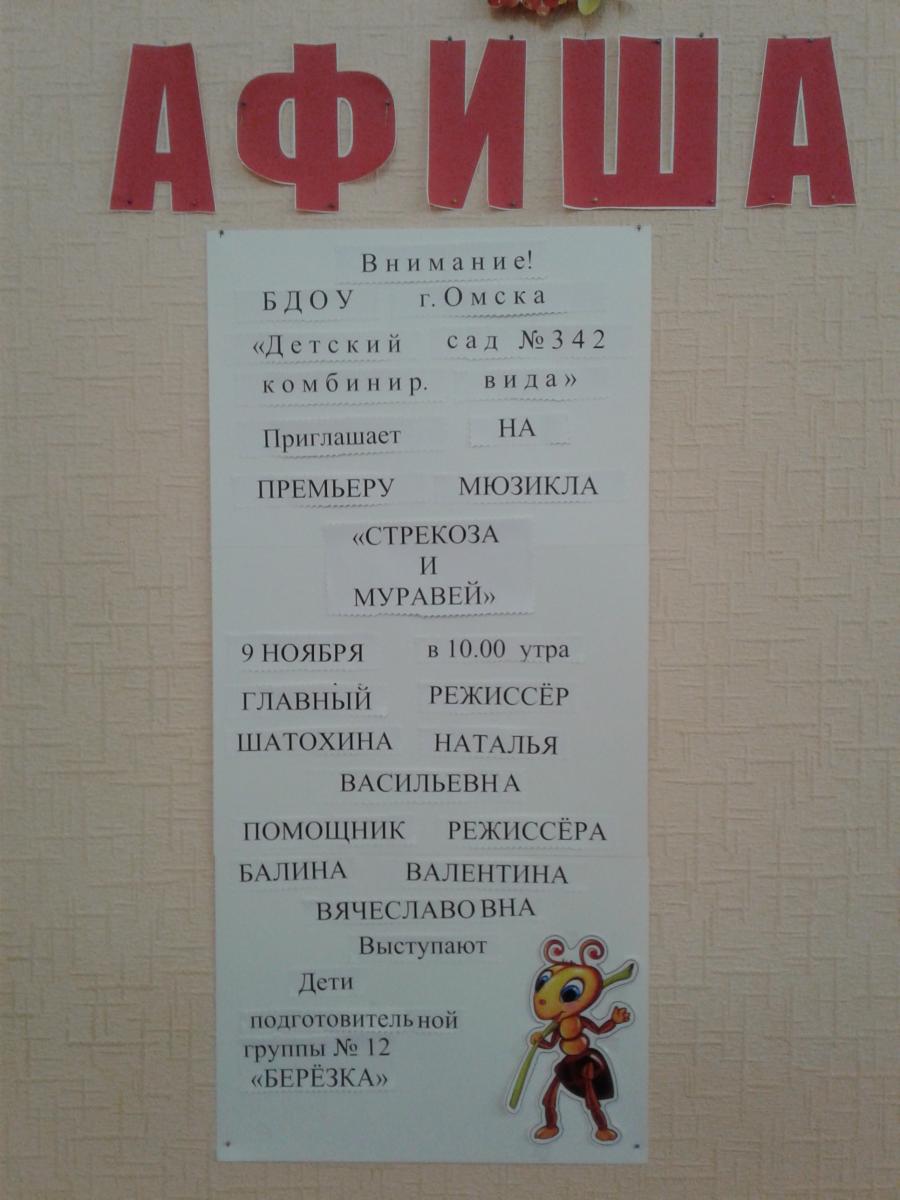 АФИША
Внимание!
БДОУ г. Омска
«Детский сад №342
комбинир. вида»
Приглашает НА
ПРЕМЬЕРУ МЮЗИКЛА
«СТРЕКОЗА
И
МУРАВЕЙ»
9 НОЯБРЯ в 10.00 утра
ГЛАВНЫЙ РЕЖИССЁР
ШАТОХИНА НАТАЛЬЯ
ВАСИЛЬЕВНА
ПОМОЩНИК РЕЖИССЁРА
БАЛИНА ВАЛЕНТИНА
ВЯЧЕСЛАВОВНА
Выступают
Дети
подготовительной
группы № 12
«БЕРЁЗКА»